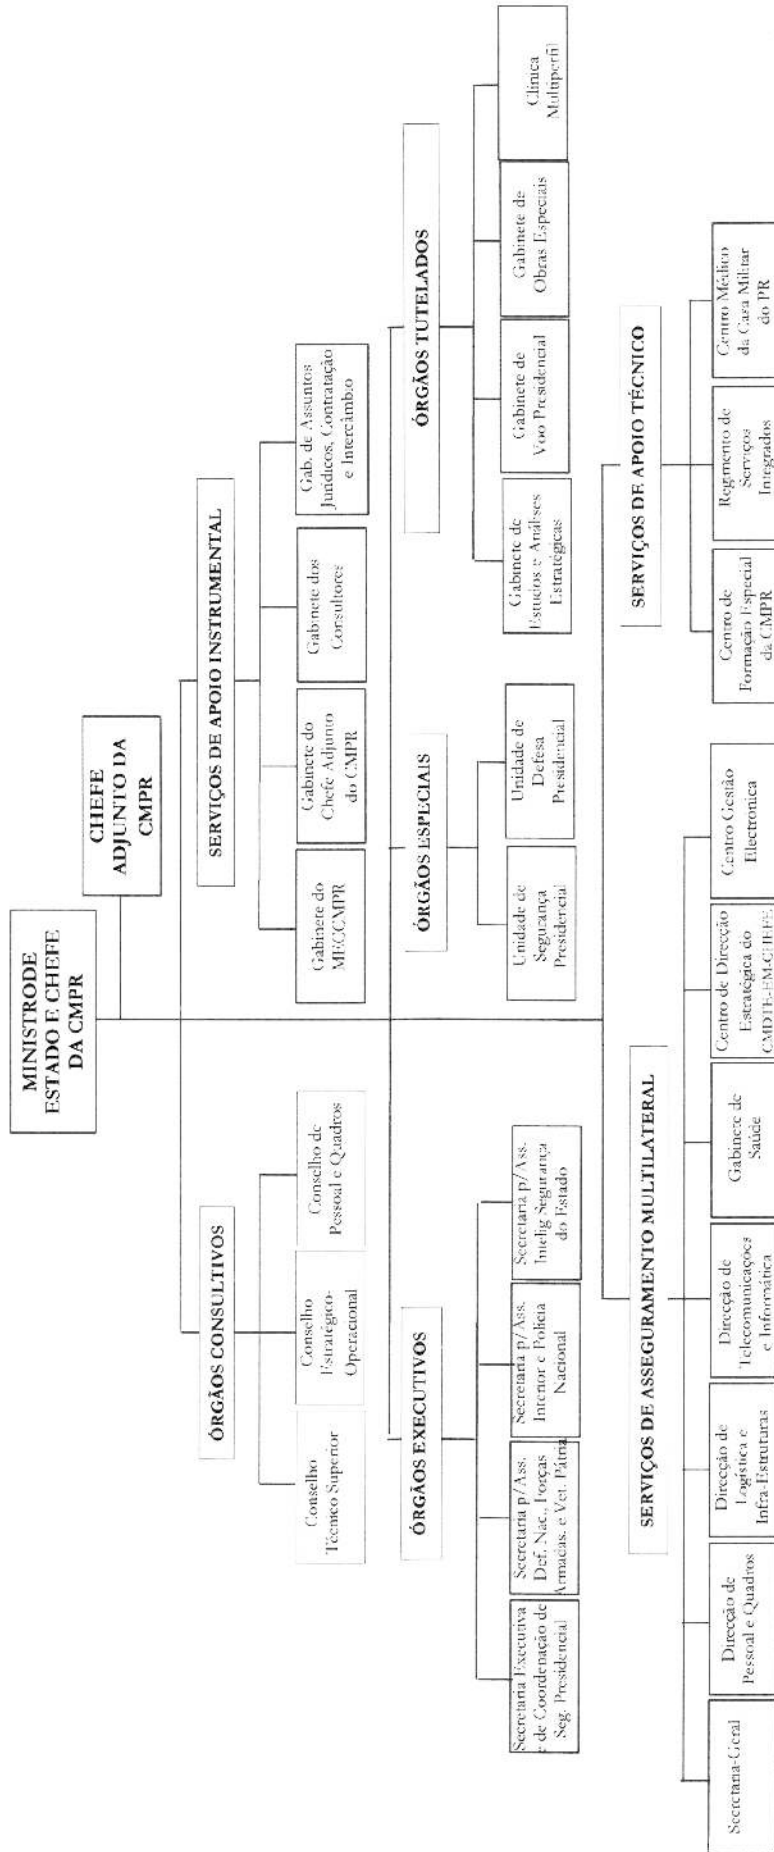 MINISTRODE
ESTADO E CHEFE
DA CMPR
CHEFE
ADJUNTO DA
CMPR
ÓRGÃOS CONSULTIVOS
Conselho
Técnico Superior
Conselho
Estratégico-
Operacional
Conselho de
Pessoal e Quadros
SERVIÇOS DE APOIO INSTRUMENTAL
Gabinete do
MECCMPR
Gabinete do
Chefe Adjunto
do CMPR
Gabinete dos
Consultores
Gab. de Assuntos
Jurídicos, Contratação
e Intercâmbio
ÓRGÃOS EXECUTIVOS
Secretaria Executiva
de Coordenação de
Seg. Presidencial
Secretaria p/Ass.
Def. Nac., Forças
Armadas. e Vet. Pátria
Secretaria p/Ass.
Interior e Polícia
Nacional
Secretaria p/Ass.
Intelig Segurança
do Estado
ÓRGÃOS ESPECIAIS
Unidade de
Segurança
Presidencial
Unidade de
Defesa
Presidencial
ÓRGÃOS TUTELADOS
Gabinete de
Estudos e Análises
Estratégicas
Gabinete de
Voo Presidencial
Gabinete de
Obras Especiais
Clínica
Multiperfil
SERVIÇOS DE ASSEGURAMENTO MULTILATERAL
Secretaria-Geral
Direcção de
Pessoal e Quadros
Direcção de
Logística e
Infra-Estruturas
Direcção de
Telecomunicações
e Informática
Gabinete de
Saúde
Centro de Direcção
Estratégica do
CMDTE-EM-CHEFE
Centro Gestão
Electronica
SERVIÇOS DE APOIO TÉCNICO
Centro de
Formação Especial
da CMPR
Regimento de
Serviços
Integrados
Centro Médico
da Casa Militar
do PR